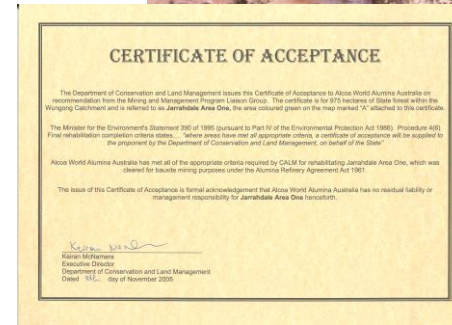 CERTIFICATE OF ACCEPTANCE
The Department of Conservation and Land Management issues this Certificate of Acceptance to Alcoa World Alumina Australia on
recommendation from the Mining and Management Program Liaison Group. The certificate is for 975 hectares of State forest within the
Wungong Catchment and is referred to as Jarrahdale Area One, the area coloured green on the map marked "A" attached to this certificate.
The Minister for the Environment's Statement 390 of 1995 (pursuant to Part IV of the Environmental Protection Act 1986). Procedure 4(6)
Final rehabilitation completion criteria states.... "where areas have met all appropriate criteria, a certificate of acceptance will be supplied to
the proponent by the Department of Conservation and Land Management, on behalf of the State"
Alcoa World Alumina Australia has met all of the appropriate criteria required by CALM for rehabilitating Jarrahdale Area One, which was
cleared for bauxite mining purposes under the Alumina Refinery Agreement Act 1961.
The issue of this Certificate of Acceptance is formal acknowledgement that Alcoa World Alumina Australia has no residual liability or
management responsibility for Jarrahdale Area One henceforth.
Keiran McNamara
Executive Director
Department of Conservation and Land Management
Dated day of November 2005